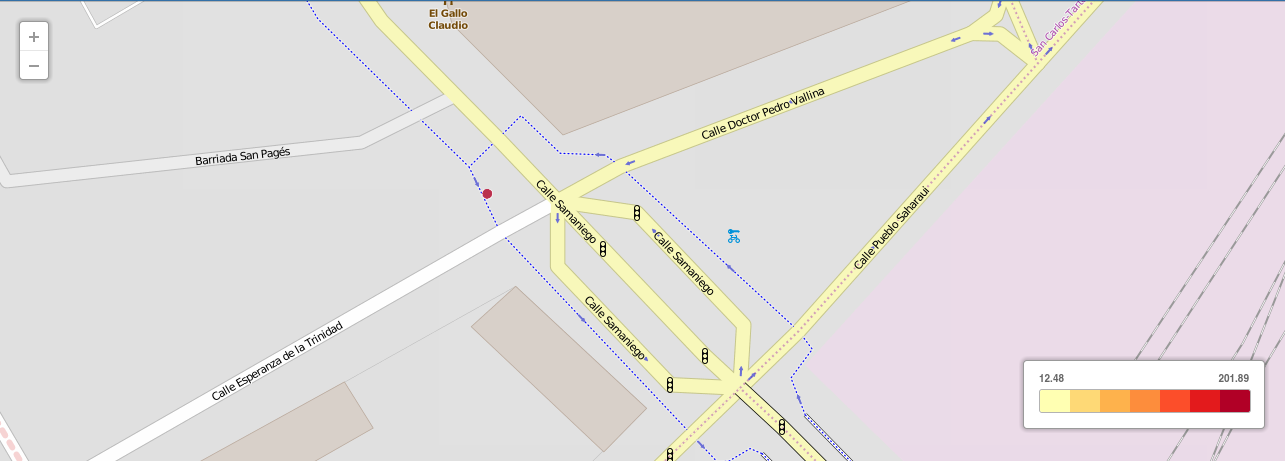 El Gallo
Claudio
San Carlos-Tar
+
−
Calle Doctor Pedro Vallina
Barriada San Pagés
Calle Samaniego
Calle Pueblo Saharaui
Calle Samaniego
Calle Samaniego
Calle Esperanza de la Trinidad
12.48 201.89